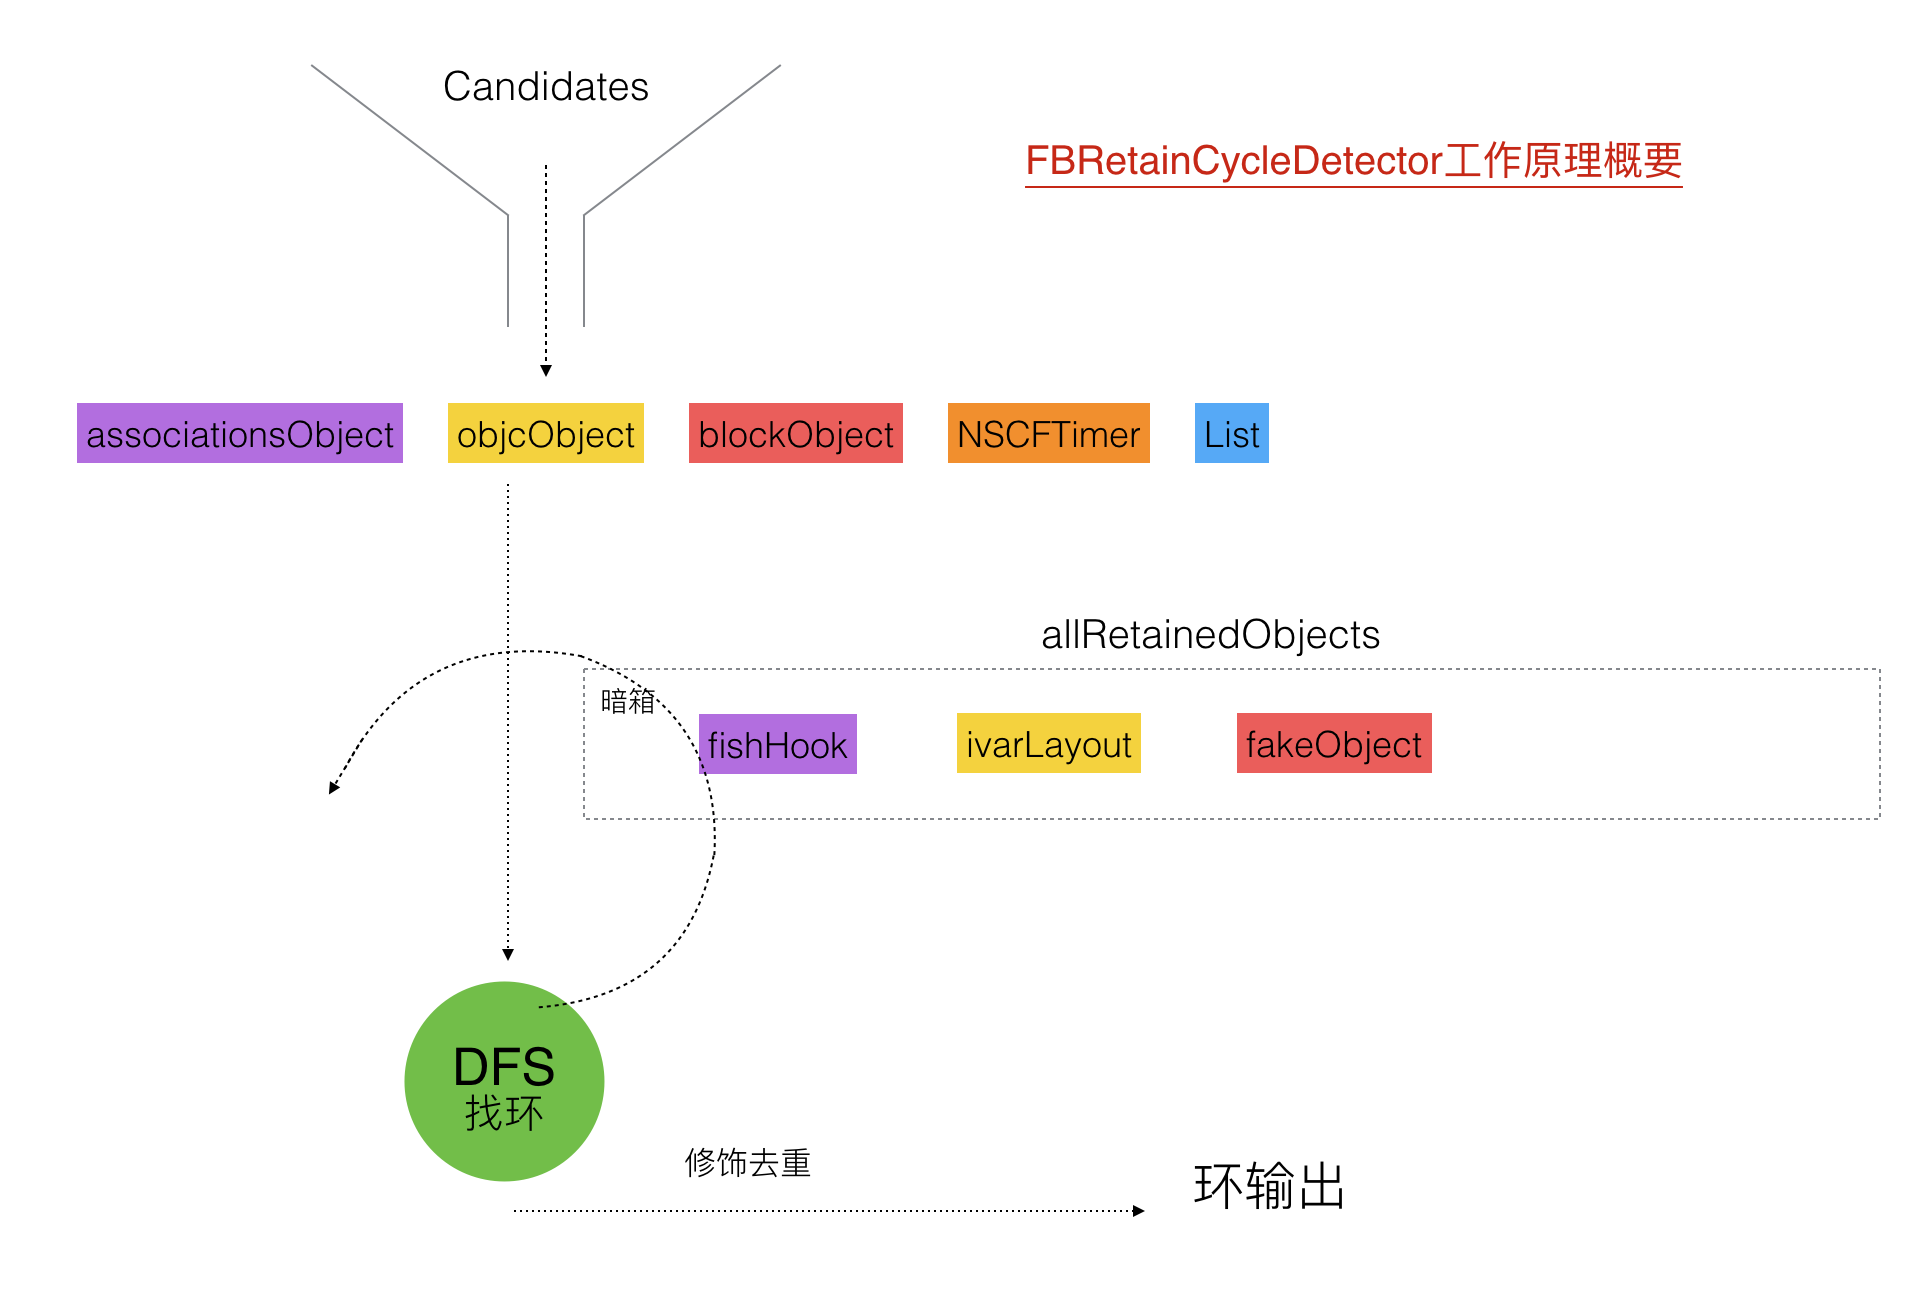 Candidates
FBRetainCycleDetector工作原理概要
associationsObject
objcObject
blockObject
NSCFTimer
List
allRetainedObjects
暗箱
fishHook
ivarLayout
fakeObject
DFS
找环
修饰去重
环输出